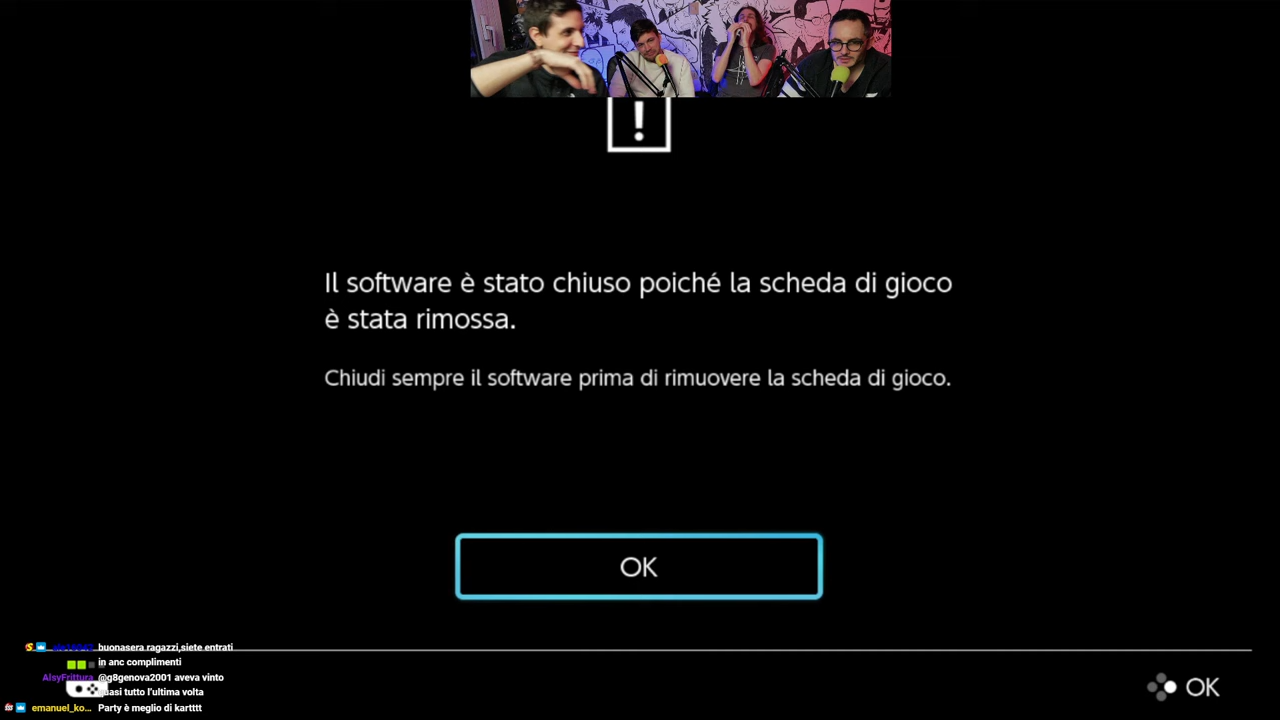 !
Il software è stato chiuso poiché la scheda di gioco
è stata rimossa.
Chiudi sempre il software prima di rimuovere la scheda di gioco.
OK
buonasera ragazzi,siete entrati
in anc complimenti
AlsyFrittura @g8genova2001 aveva vinto
quasi tutto l'ultima volta
emanuel_ko... Party è meglio di kartttt
OK